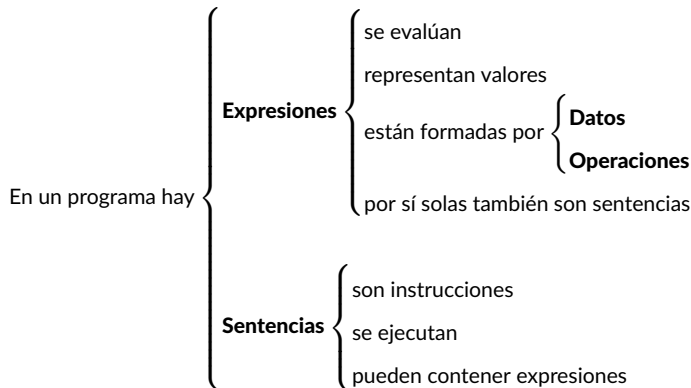 En un programa hay
Expresiones
se evalúan
representan valores
están formadas por
Datos
Operaciones
por sí solas también son sentencias
Sentencias
son instrucciones
se ejecutan
pueden contener expresiones